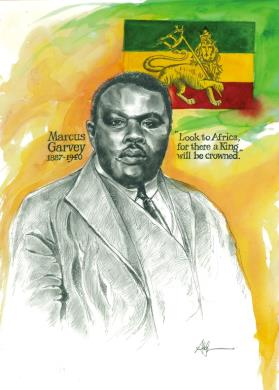 Marcus
Garvey
1887-1940
"Look to Africa,
for there a King
will be crowned."